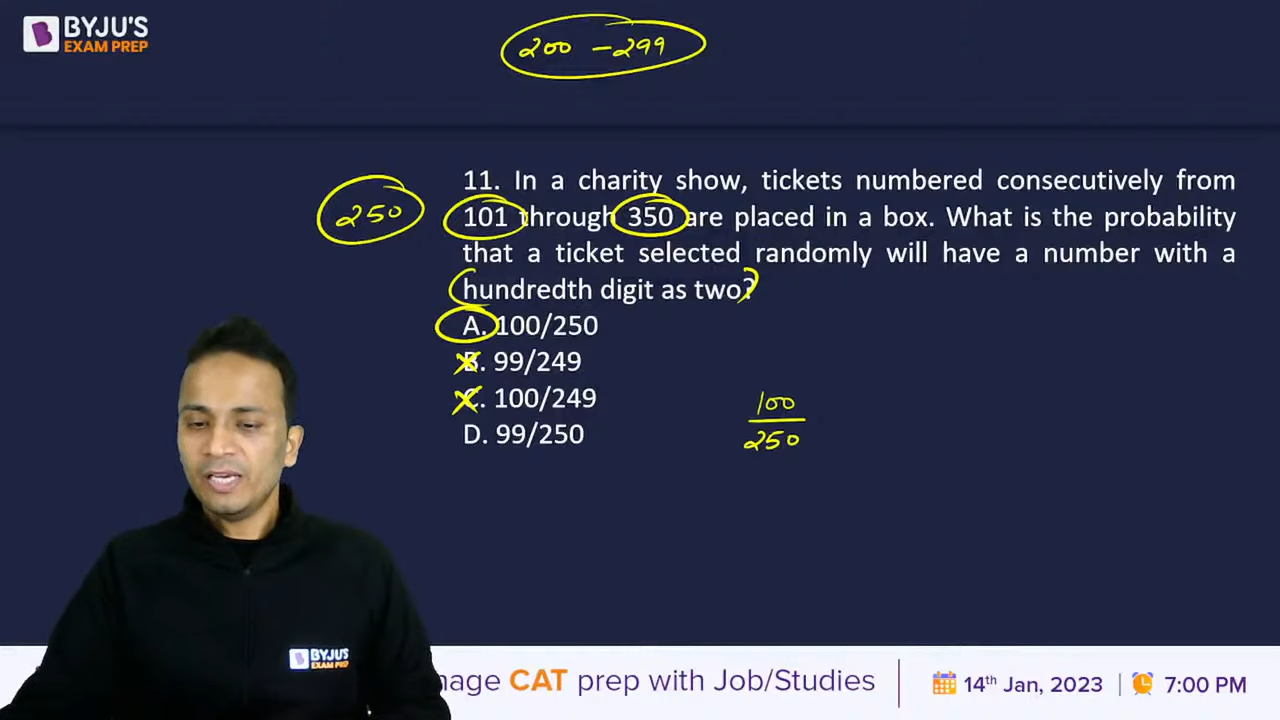 BYJU'S
EXAM PREP
200 - 299
250
11. In a charity show, tickets numbered consecutively from
101 through 350 are placed in a box. What is the probability
that a ticket selected randomly will have a number with a
hundredth digit as two?
A. 100/250
B. 99/249
C. 100/249
D. 99/250
100
250
BYJU'S
EXAM PREP
nage CAT prep with Job/Studies
14th Jan, 2023
7:00 PM